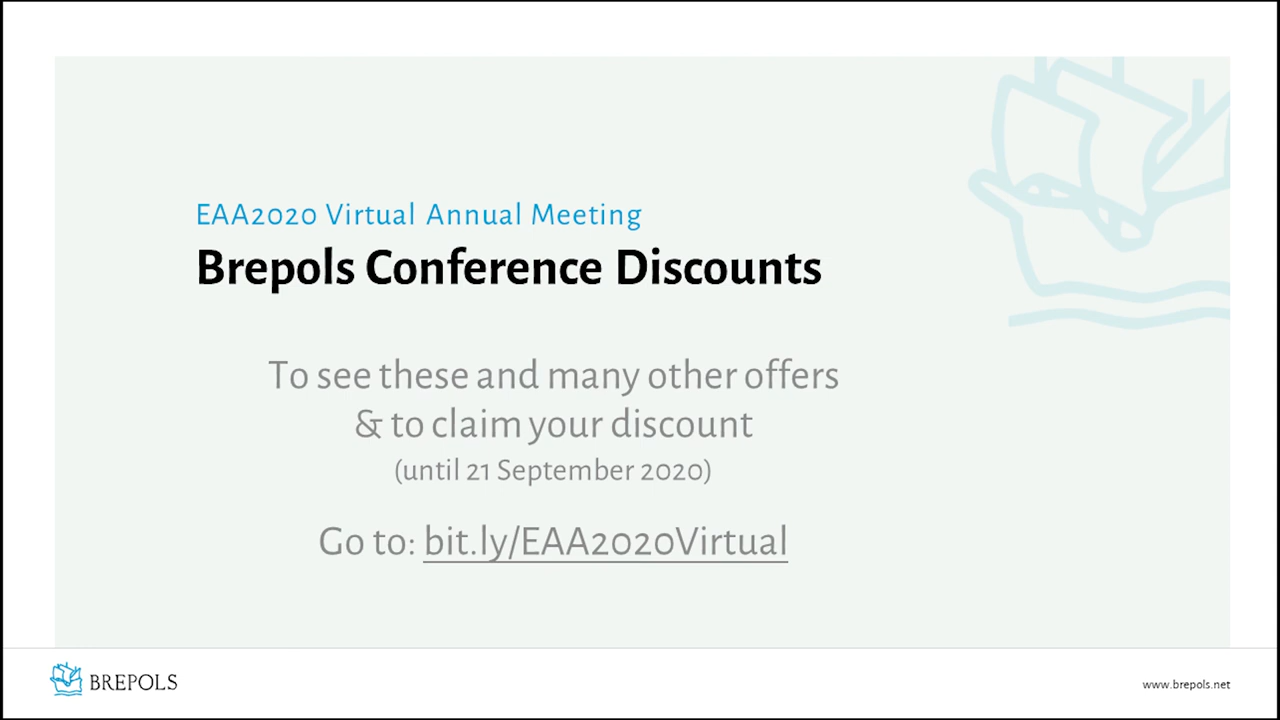 EAA2020 Virtual Annual Meeting
Brepols Conference Discounts
To see these and many other offers
& to claim your discount
(until 21 September 2020)
Go to: bit.ly/EAA2020Virtual
BREPOLS
www.brepols.net